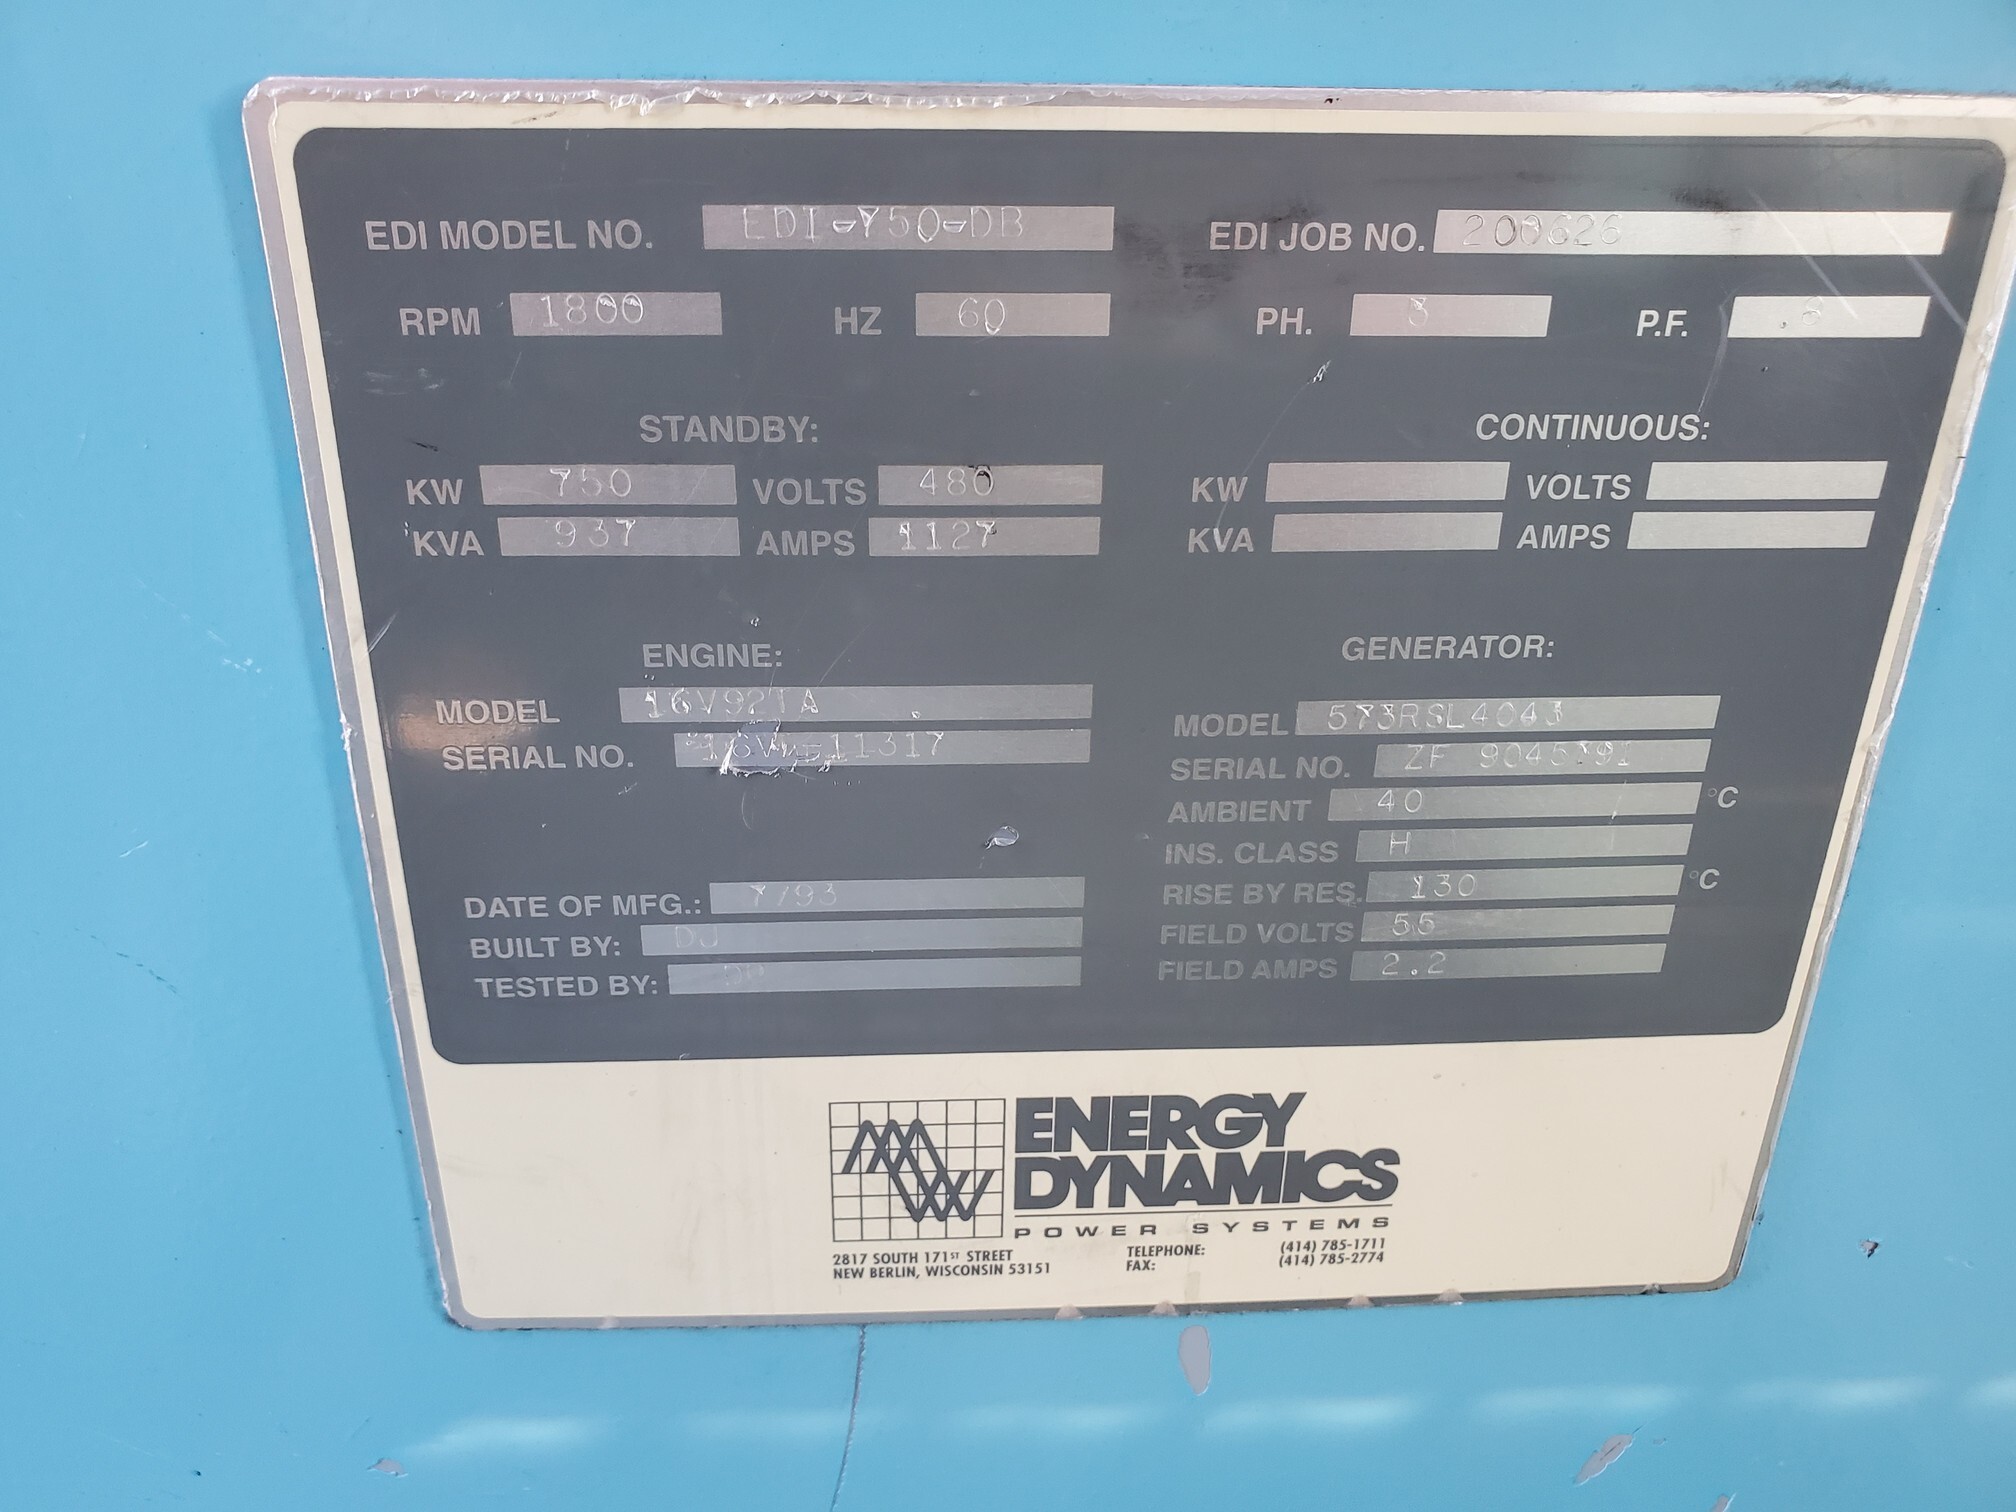 EDI MODEL NO. EDI-750-DB EDI JOB NO. 200626
RPM 1800 HZ 60 PH. 3 P.F. .8
STANDBY: CONTINUOUS:
KW 750 VOLTS 480 KW VOLTS
KVA 937 AMPS 1127 KVA AMPS
ENGINE: GENERATOR:
MODEL 16V92TA MODEL 573RSL4043
SERIAL NO. 11317 SERIAL NO. ZF 9045791
AMBIENT 40 °C
INS. CLASS H
DATE OF MFG.: 7/93 RISE BY RES. 130 °C
BUILT BY: DJ FIELD VOLTS 55
TESTED BY: FIELD AMPS 2.2
ENERGY
DYNAMICS
POWER SYSTEMS
2817 SOUTH 171ST STREET TELEPHONE: (414) 785-1711
NEW BERLIN, WISCONSIN 53151 FAX: (414) 785-2774